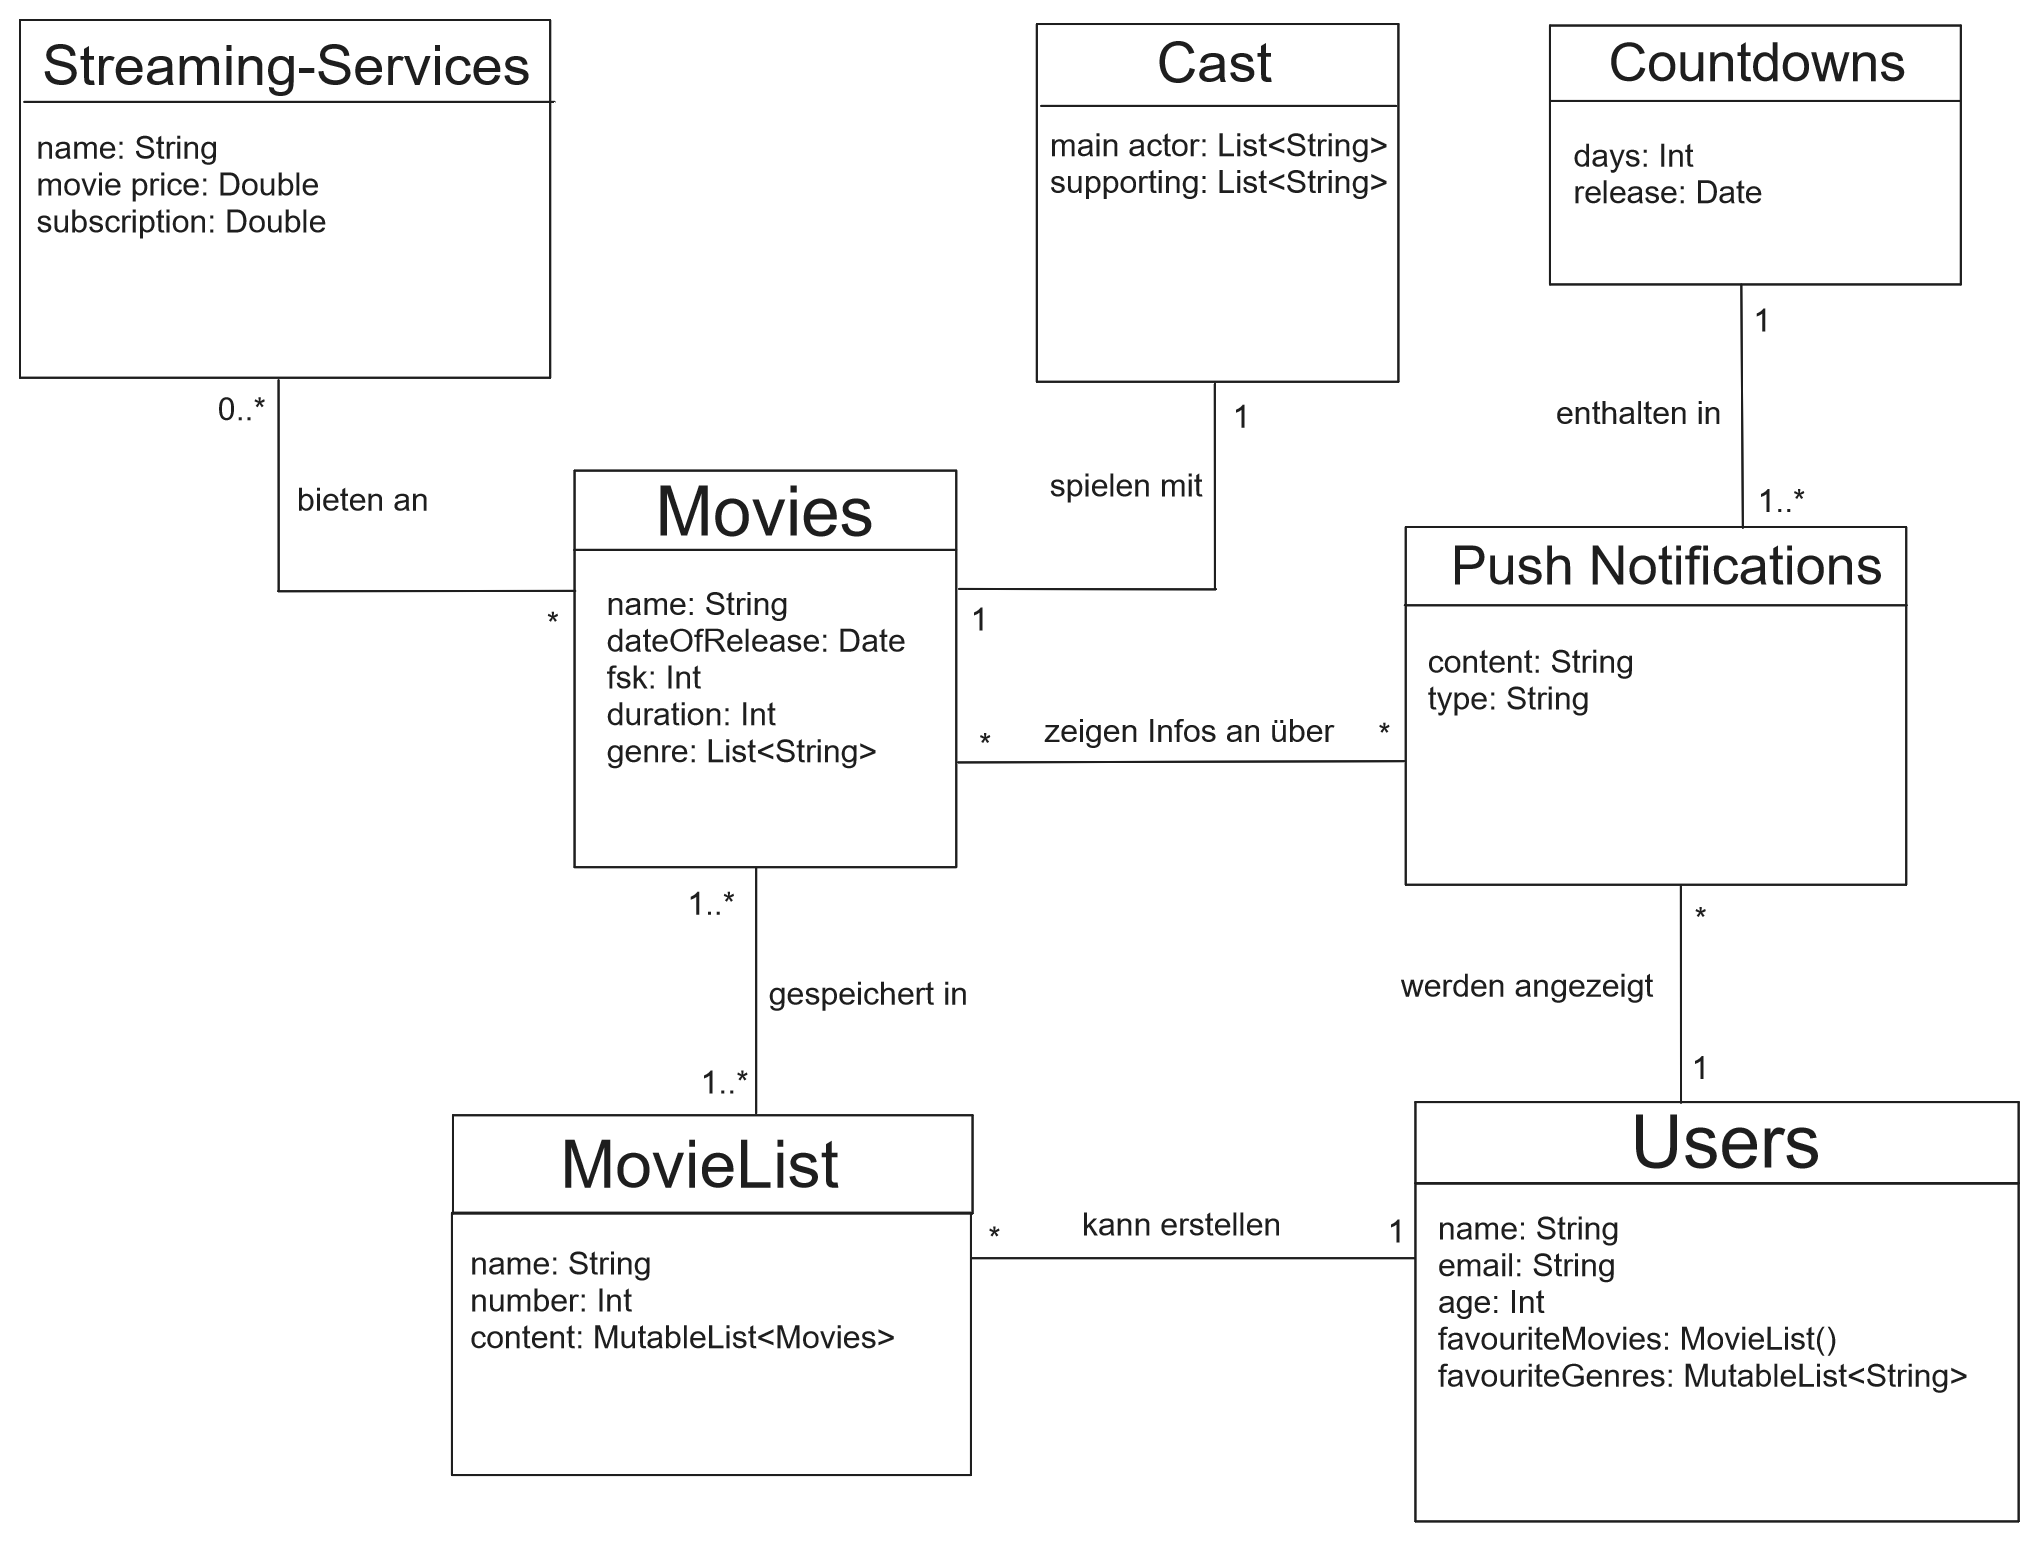 Streaming-Services
name: String
movie price: Double
subscription: Double
Cast
main actor: List<String>
supporting: List<String>
Countdowns
days: Int
release: Date
0..*
bieten an
*
1
spielen mit
1
1
enthalten in
1..*
Movies
name: String
dateOfRelease: Date
fsk: Int
duration: Int
genre: List<String>
*
zeigen Infos an über
*
Push Notifications
content: String
type: String
1..*
gespeichert in
1..*
*
werden angezeigt
1
MovieList
name: String
number: Int
content: MutableList<Movies>
*
kann erstellen
1
Users
name: String
email: String
age: Int
favouriteMovies: MovieList()
favouriteGenres: MutableList<String>